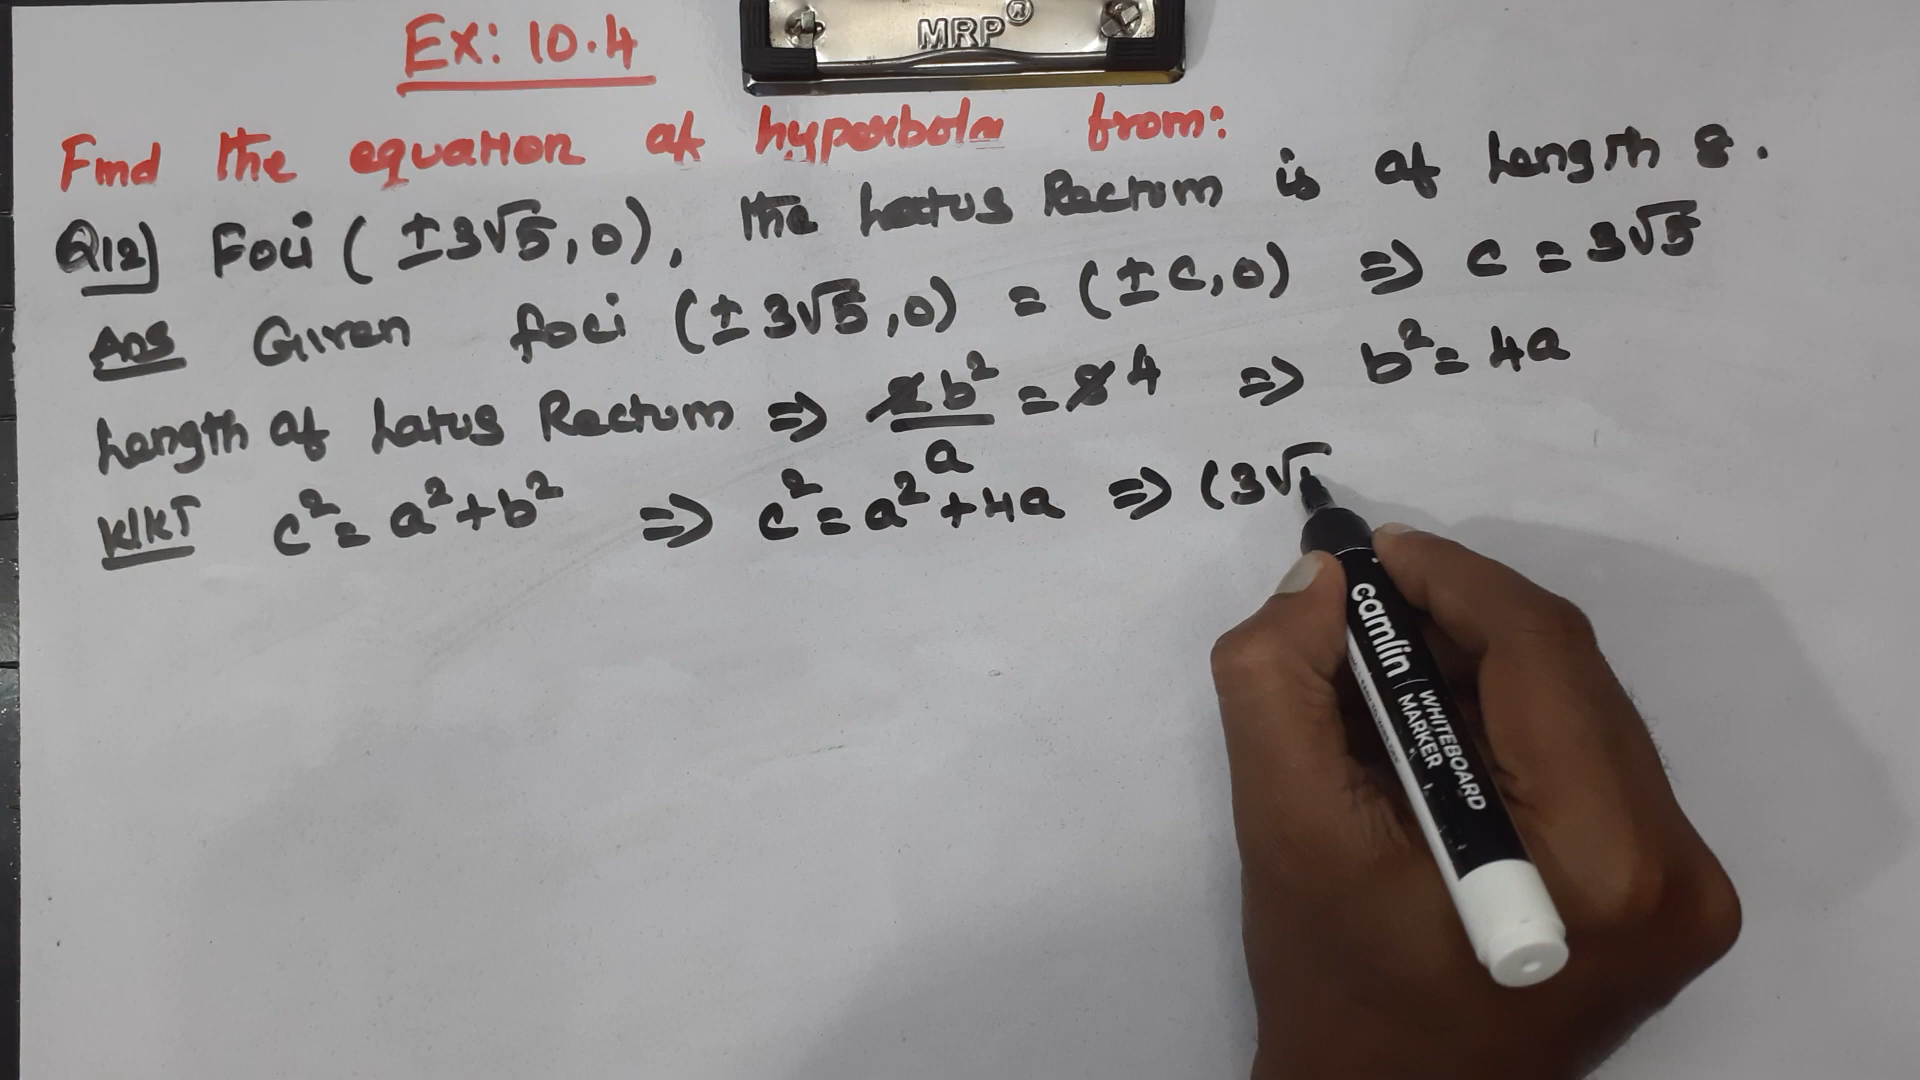 MRP®
Ex: 10.4
Find the equation of hyperbola from:
Q12) Foci (±3√5,0), the Latus Rectum is of Length 8.
Ans Given foci (±3√5,0) = (±c,0) ⇒ c = 3√5
Length of Latus Rectum ⇒ 2b²/a = 8 4 ⇒ b² = 4a
WKT c² = a²+b² ⇒ c² = a²+4a ⇒ (3√
camlin WHITEBOARD MARKER